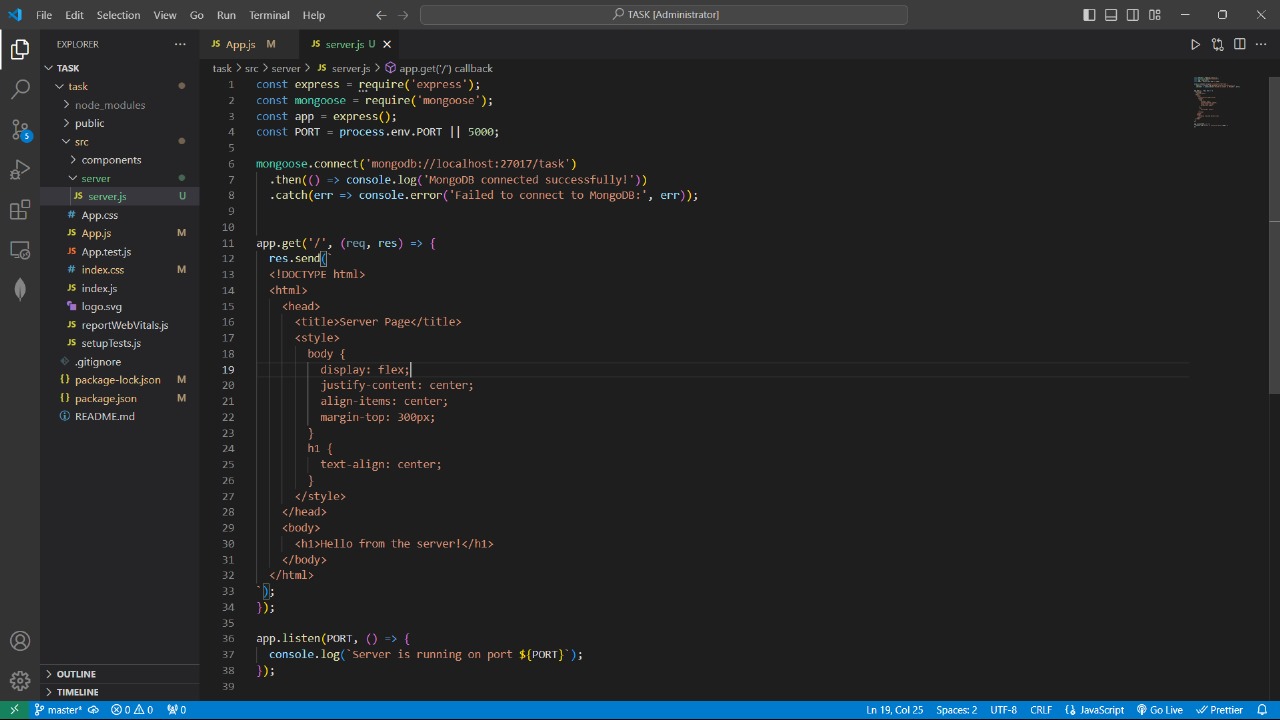 File Edit Selection View Go Run Terminal Help
TASK [Administrator]
EXPLORER
TASK
task
node_modules
public
src
components
server
JS server.js U
# App.css
JS App.js M
JS App.test.js
# index.css M
JS index.js
logo.svg
JS reportWebVitals.js
JS setupTests.js
.gitignore
{} package-lock.json M
{} package.json M
README.md
OUTLINE
TIMELINE
5
JS App.js M JS server.js U
task > src > server > JS server.js > app.get('/') callback
1 const express = require('express');
2 const mongoose = require('mongoose');
3 const app = express();
4 const PORT = process.env.PORT || 5000;
5
6 mongoose.connect('mongodb://localhost:27017/task')
7 .then(() => console.log('MongoDB connected successfully!'))
8 .catch(err => console.error('Failed to connect to MongoDB:', err));
9
10
11 app.get('/', (req, res) => {
12 res.send(`
13 <!DOCTYPE html>
14 <html>
15 <head>
16 <title>Server Page</title>
17 <style>
18 body {
19 display: flex;
20 justify-content: center;
21 align-items: center;
22 margin-top: 300px;
23 }
24 h1 {
25 text-align: center;
26 }
27 </style>
28 </head>
29 <body>
30 <h1>Hello from the server!</h1>
31 </body>
32 </html>
33 `);
34 });
35
36 app.listen(PORT, () => {
37 console.log(`Server is running on port ${PORT}`);
38 });
39
master* 0 0 0 Ln 19, Col 25 Spaces: 2 UTF-8 CRLF {} JavaScript Go Live Prettier